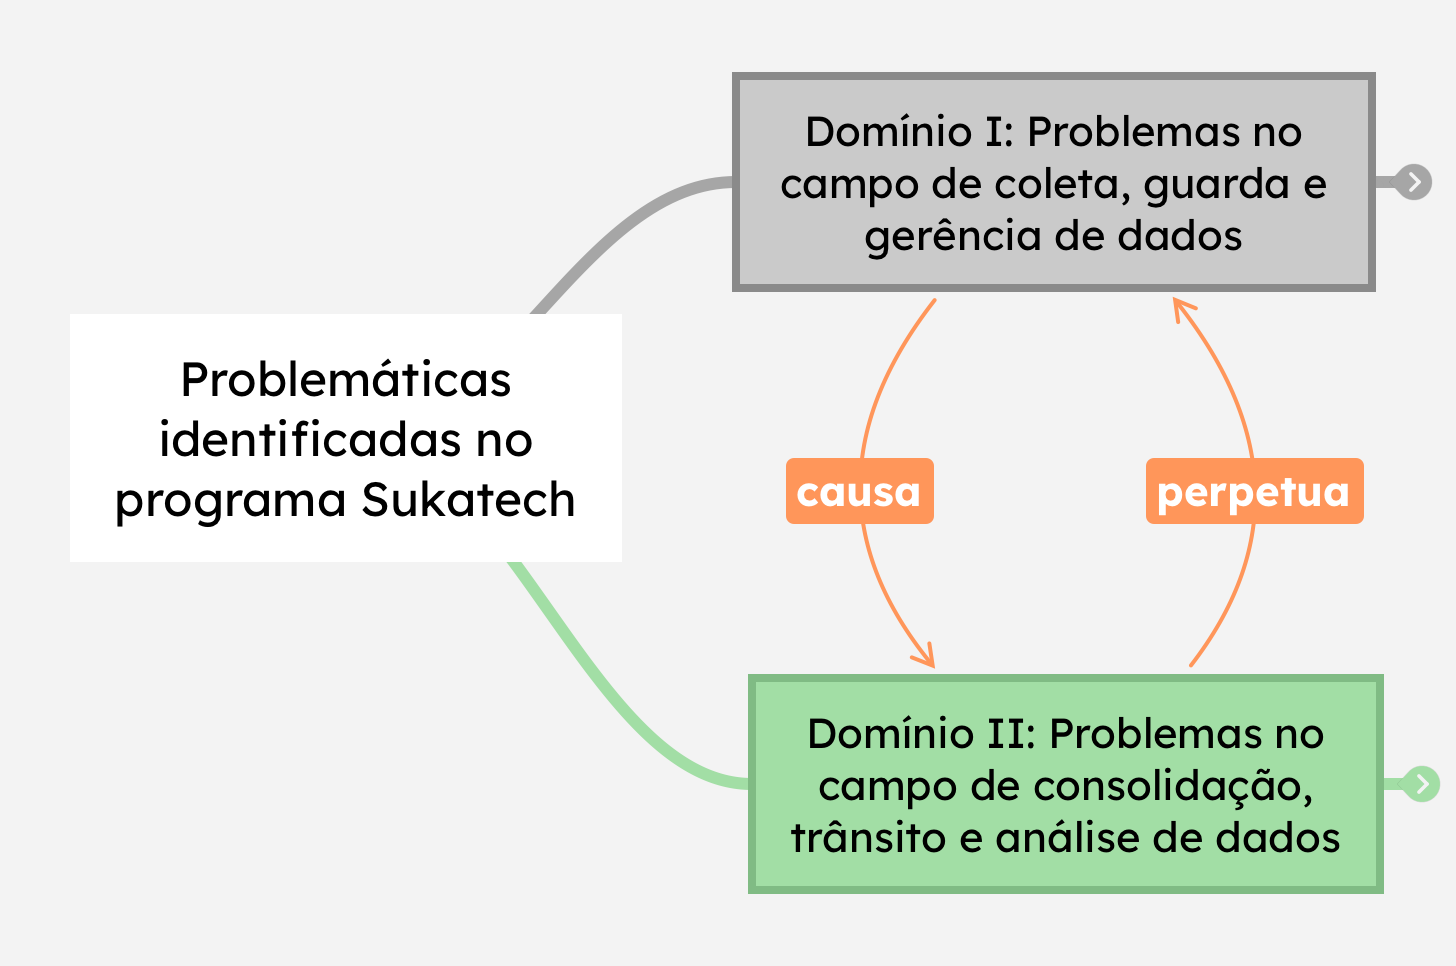 Problemáticas
identificadas no
programa Sukatech
Domínio I: Problemas no
campo de coleta, guarda e
gerência de dados
causa
perpetua
Domínio II: Problemas no
campo de consolidação,
trânsito e análise de dados